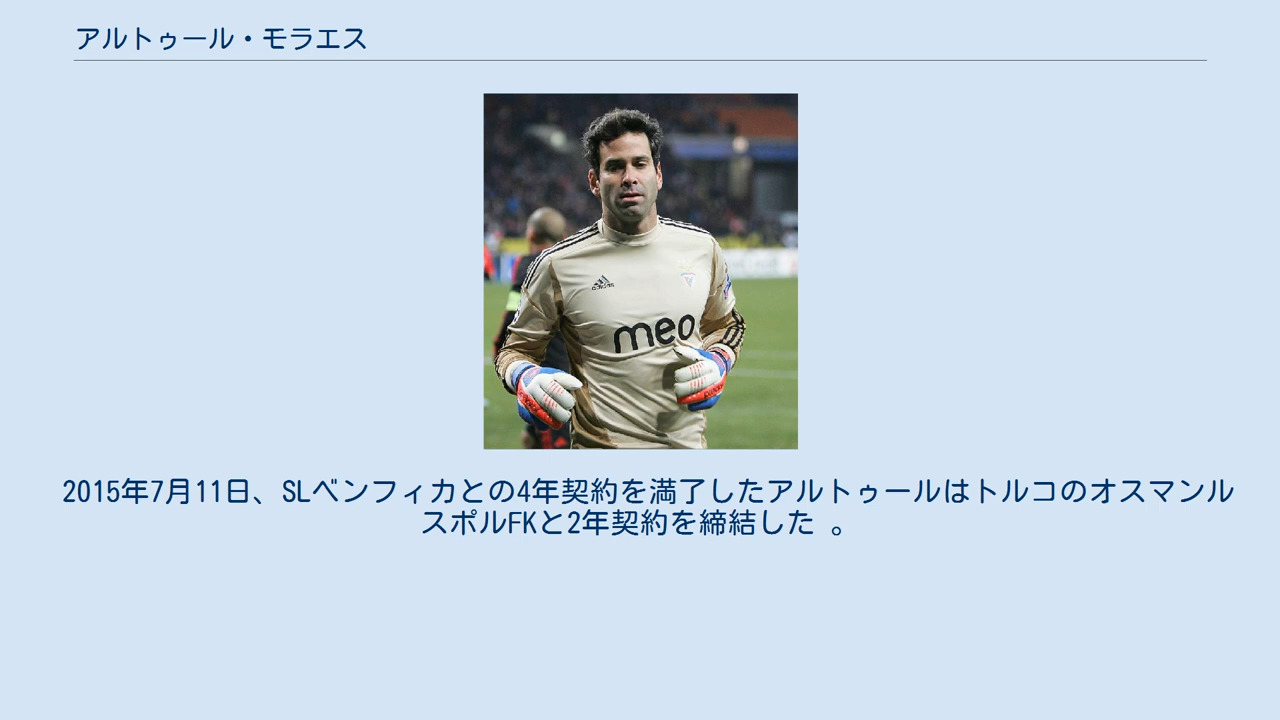 アルトゥール・モラエス
adidas
meo
2015年7月11日、SLベンフィカとの4年契約を満了したアルトゥールはトルコのオスマンル
スポルFKと2年契約を締結した 。